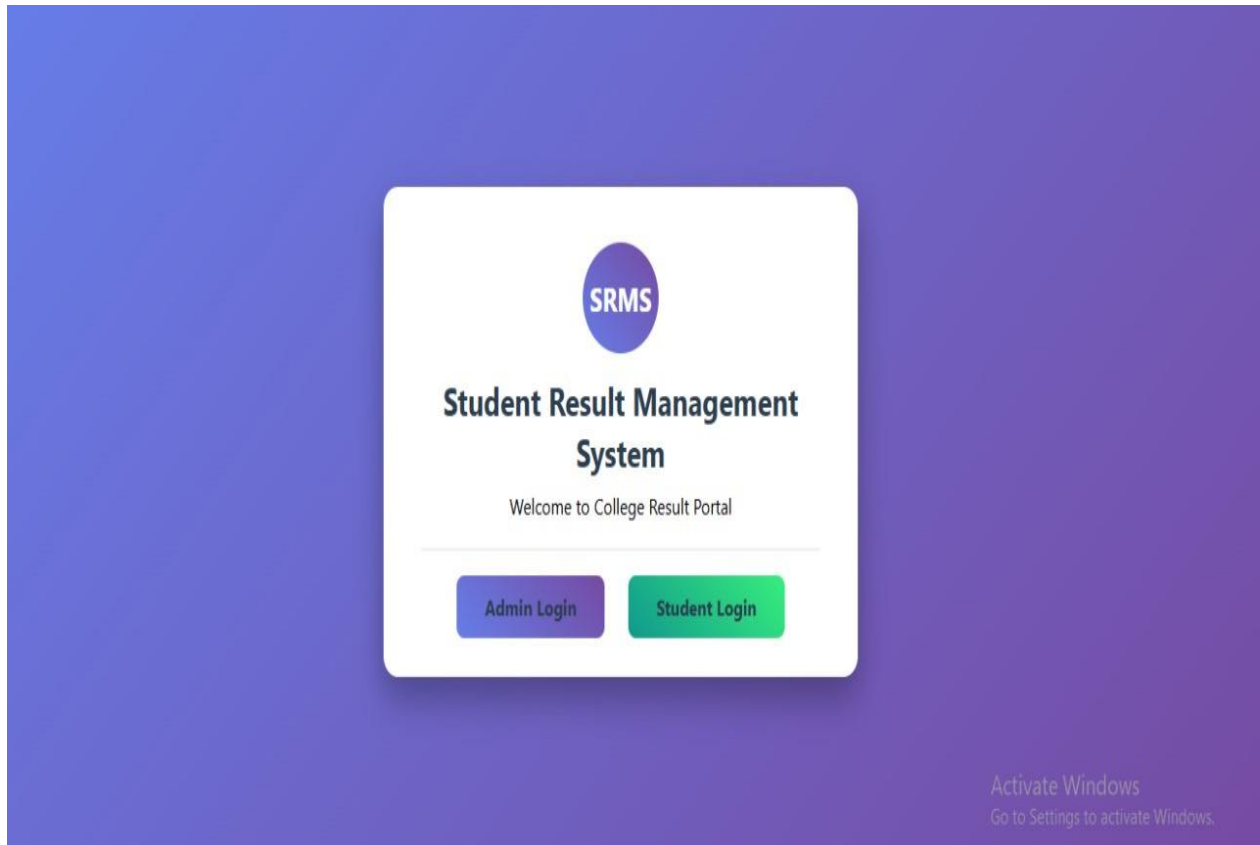 SRMS
Student Result Management
System
Welcome to College Result Portal
Admin Login
Student Login
Activate Windows
Go to Settings to activate Windows.